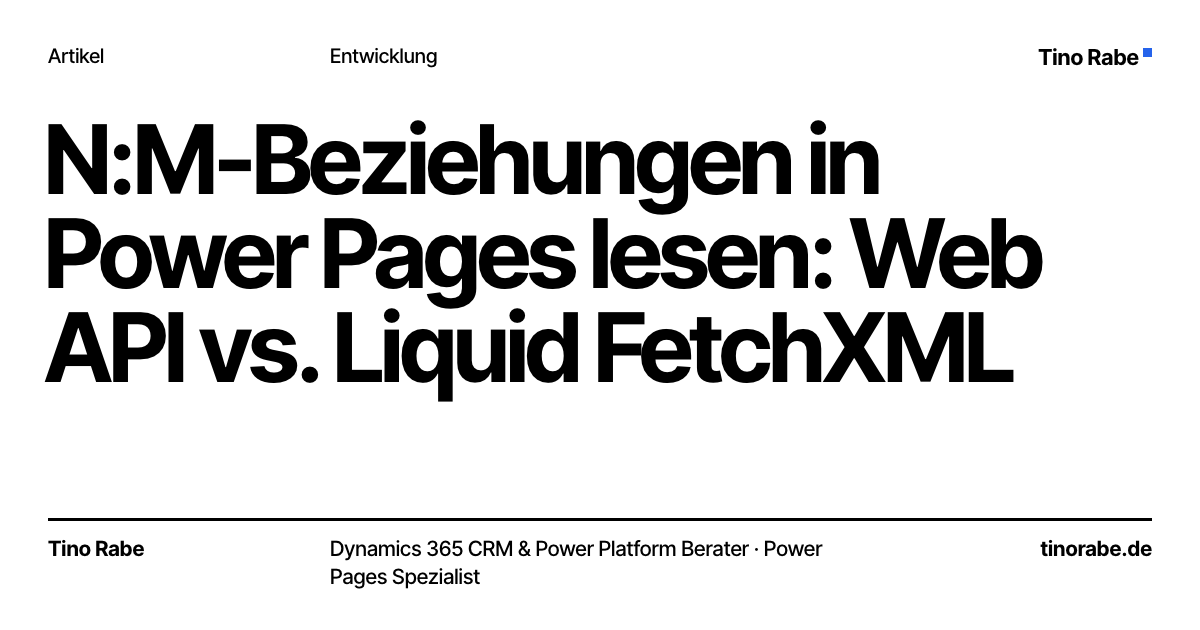 Artikel
Entwicklung
Tino Rabe
N:M-Beziehungen in
Power Pages lesen: Web
API vs. Liquid FetchXML
Tino Rabe
Dynamics 365 CRM & Power Platform Berater · Power
Pages Spezialist
tinorabe.de